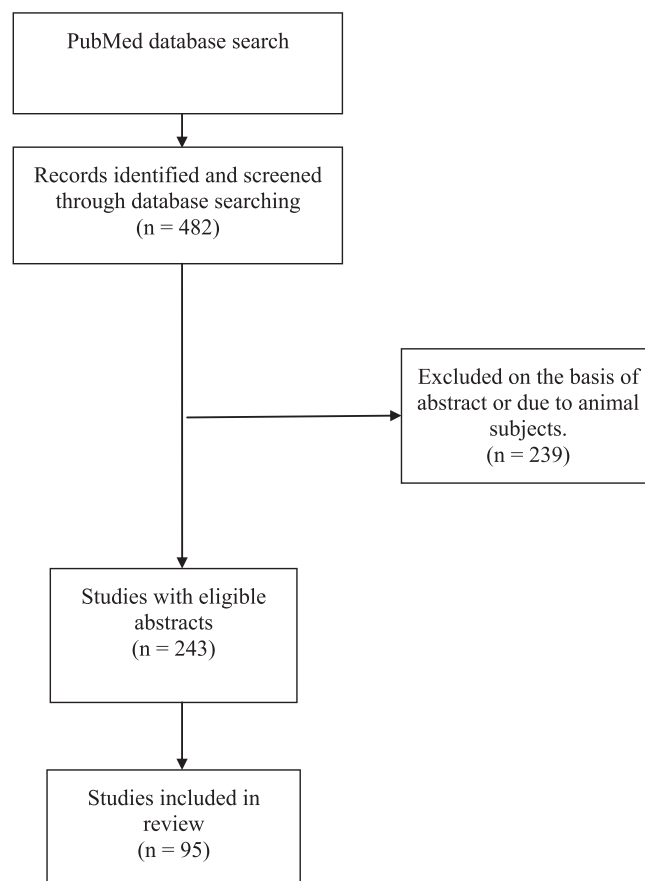 PubMed database search
Records identified and screened
through database searching
(n = 482)
Excluded on the basis of
abstract or due to animal
subjects.
(n = 239)
Studies with eligible
abstracts
(n = 243)
Studies included in
review
(n = 95)